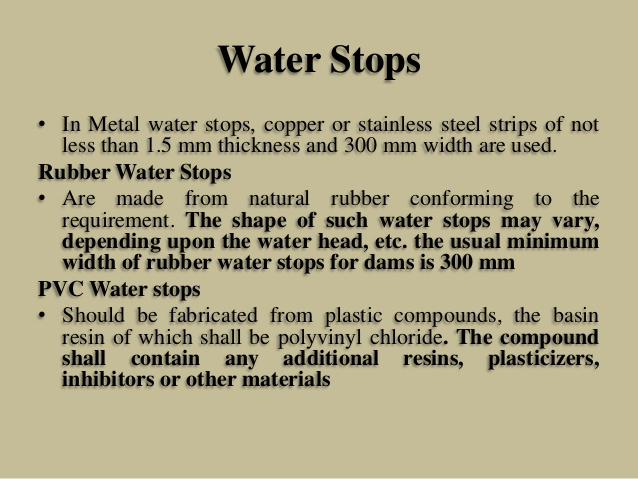 Water Stops
• In Metal water stops, copper or stainless steel strips of not
less than 1.5 mm thickness and 300 mm width are used.
Rubber Water Stops
• Are made from natural rubber conforming to the
requirement. The shape of such water stops may vary,
depending upon the water head, etc. the usual minimum
width of rubber water stops for dams is 300 mm
PVC Water stops
• Should be fabricated from plastic compounds, the basin
resin of which shall be polyvinyl chloride. The compound
shall contain any additional resins, plasticizers,
inhibitors or other materials